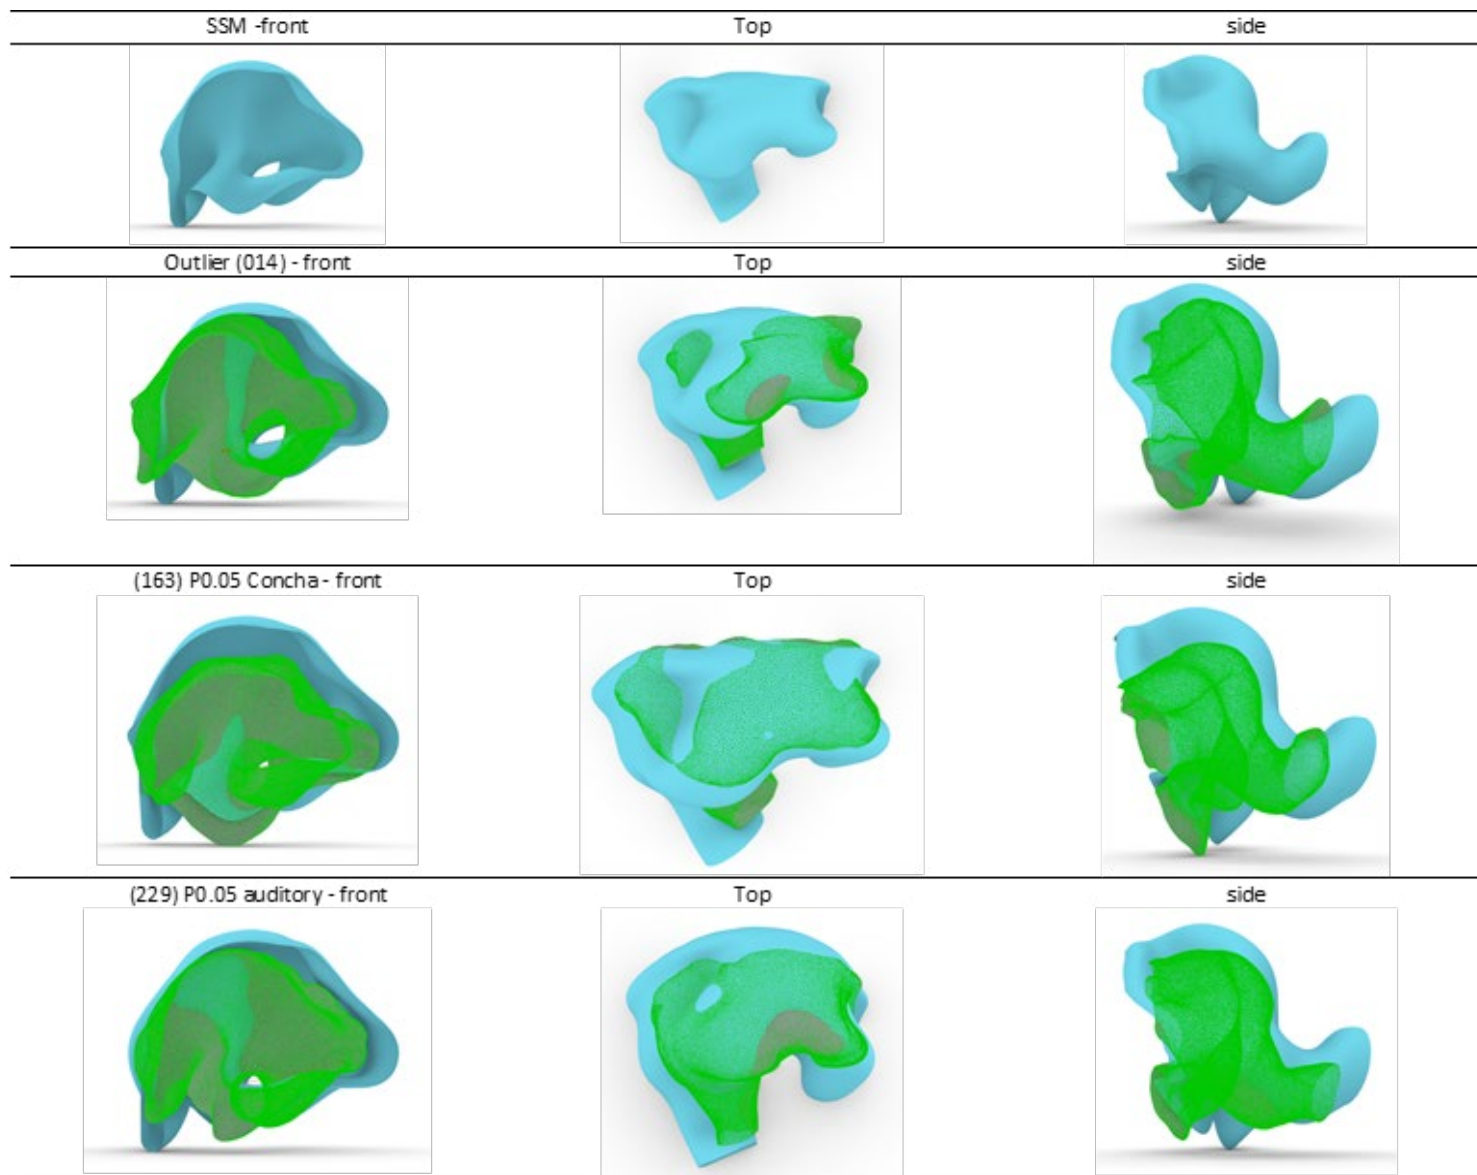 SSM -front Top side
Outlier (014) - front Top side
(163) P0.05 Concha - front Top side
(229) P0.05 auditory - front Top side